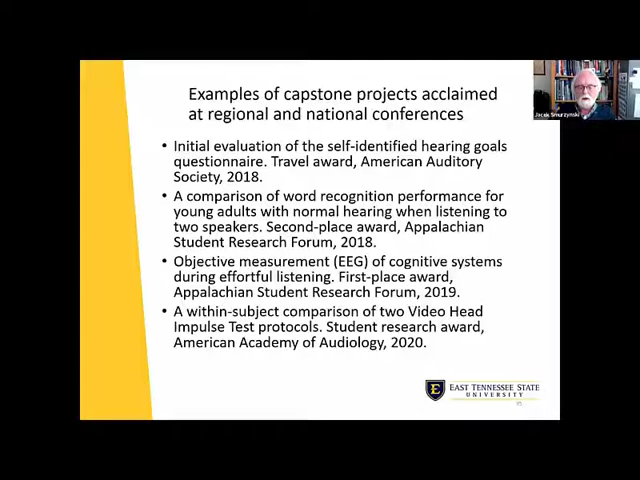 Examples of capstone projects acclaimed
at regional and national conferences
Jacek Smurzynski
• Initial evaluation of the self-identified hearing goals
questionnaire. Travel award, American Auditory
Society, 2018.
• A comparison of word recognition performance for
young adults with normal hearing when listening to
two speakers. Second-place award, Appalachian
Student Research Forum, 2018.
• Objective measurement (EEG) of cognitive systems
during effortful listening. First-place award,
Appalachian Student Research Forum, 2019.
• A within-subject comparison of two Video Head
Impulse Test protocols. Student research award,
American Academy of Audiology, 2020.
E
EAST TENNESSEE STATE
UNIVERSITY